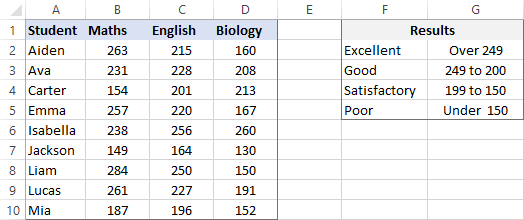 A B C D E F G
1 Student Maths English Biology Results
2 Aiden 263 215 160 Excellent Over 249
3 Ava 231 228 208 Good 249 to 200
4 Carter 154 201 213 Satisfactory 199 to 150
5 Emma 257 220 167 Poor Under 150
6 Isabella 238 256 260
7 Jackson 149 164 130
8 Liam 284 250 150
9 Lucas 261 227 191
10 Mia 187 196 152